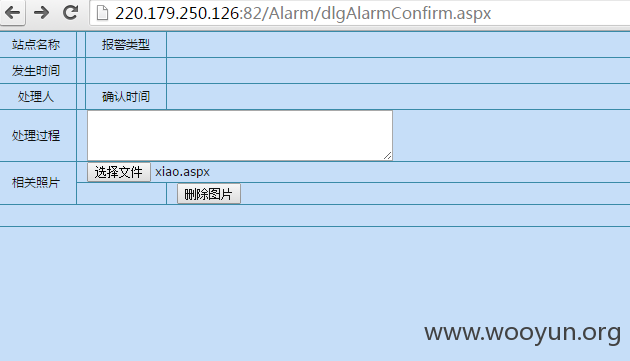 220.179.250.126:82/Alarm/dlgAlarmConfirm.aspx
站点名称 报警类型
发生时间
处理人 确认时间
处理过程
相关照片 选择文件 xiao.aspx
删除图片
www.wooyun.org